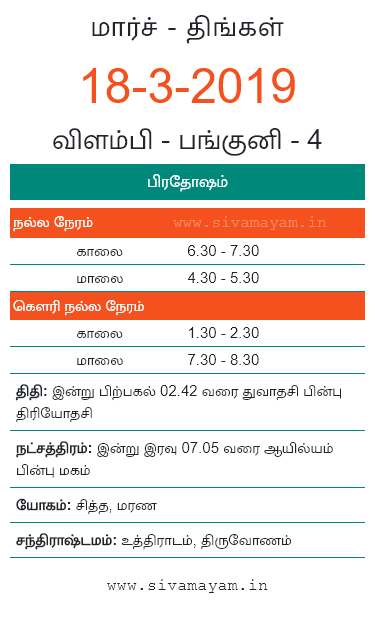 மார்ச் - திங்கள்
18-3-2019
விளம்பி - பங்குனி - 4
பிரதோஷம்
நல்ல நேரம் www.sivamayam.in
காலை 6.30 - 7.30
மாலை 4.30 - 5.30
கௌரி நல்ல நேரம்
காலை 1.30 - 2.30
மாலை 7.30 - 8.30
திதி: இன்று பிற்பகல் 02.42 வரை துவாதசி பின்பு
திரியோதசி
நட்சத்திரம்: இன்று இரவு 07.05 வரை ஆயில்யம்
பின்பு மகம்
யோகம்: சித்த, மரண
சந்திராஷ்டமம்: உத்திராடம், திருவோணம்
www.sivamayam.in